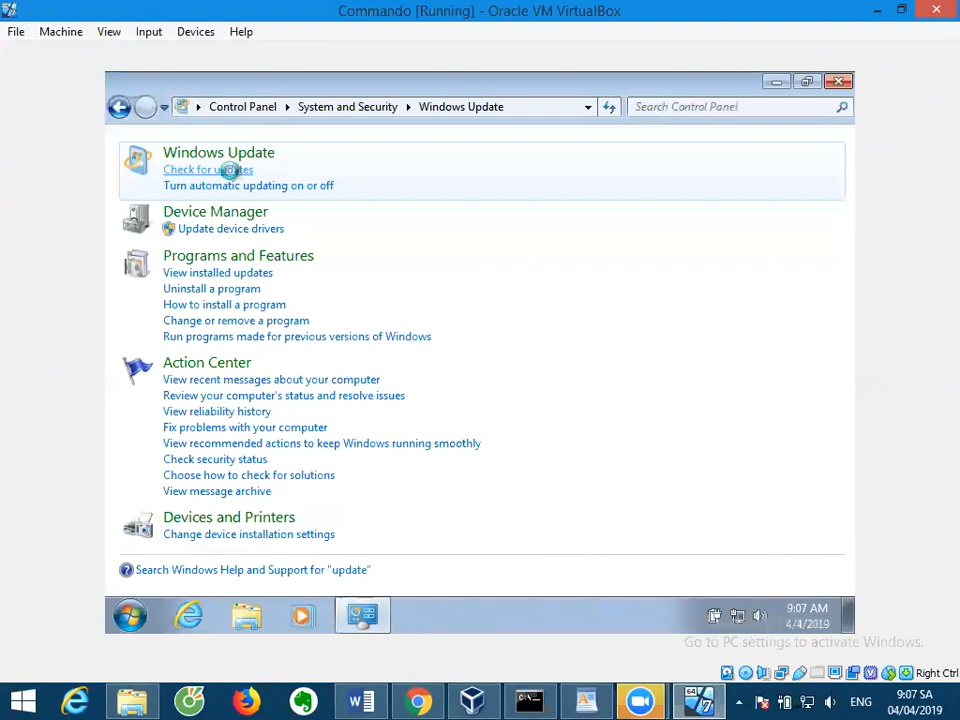 Commando [Running] - Oracle VM VirtualBox
File Machine View Input Devices Help
Control Panel System and Security Windows Update
Search Control Panel
Windows Update
Check for updates
Turn automatic updating on or off
Device Manager
Update device drivers
Programs and Features
View installed updates
Uninstall a program
How to install a program
Change or remove a program
Run programs made for previous versions of Windows
Action Center
View recent messages about your computer
Review your computer's status and resolve issues
View reliability history
Fix problems with your computer
View recommended actions to keep Windows running smoothly
Check security status
Choose how to check for solutions
View message archive
Devices and Printers
Change device installation settings
Search Windows Help and Support for "update"
9:07 AM
4/4/2019
Go to PC settings to activate Windows.
Right Ctrl
64
7
ENG
9:07 SA
04/04/2019